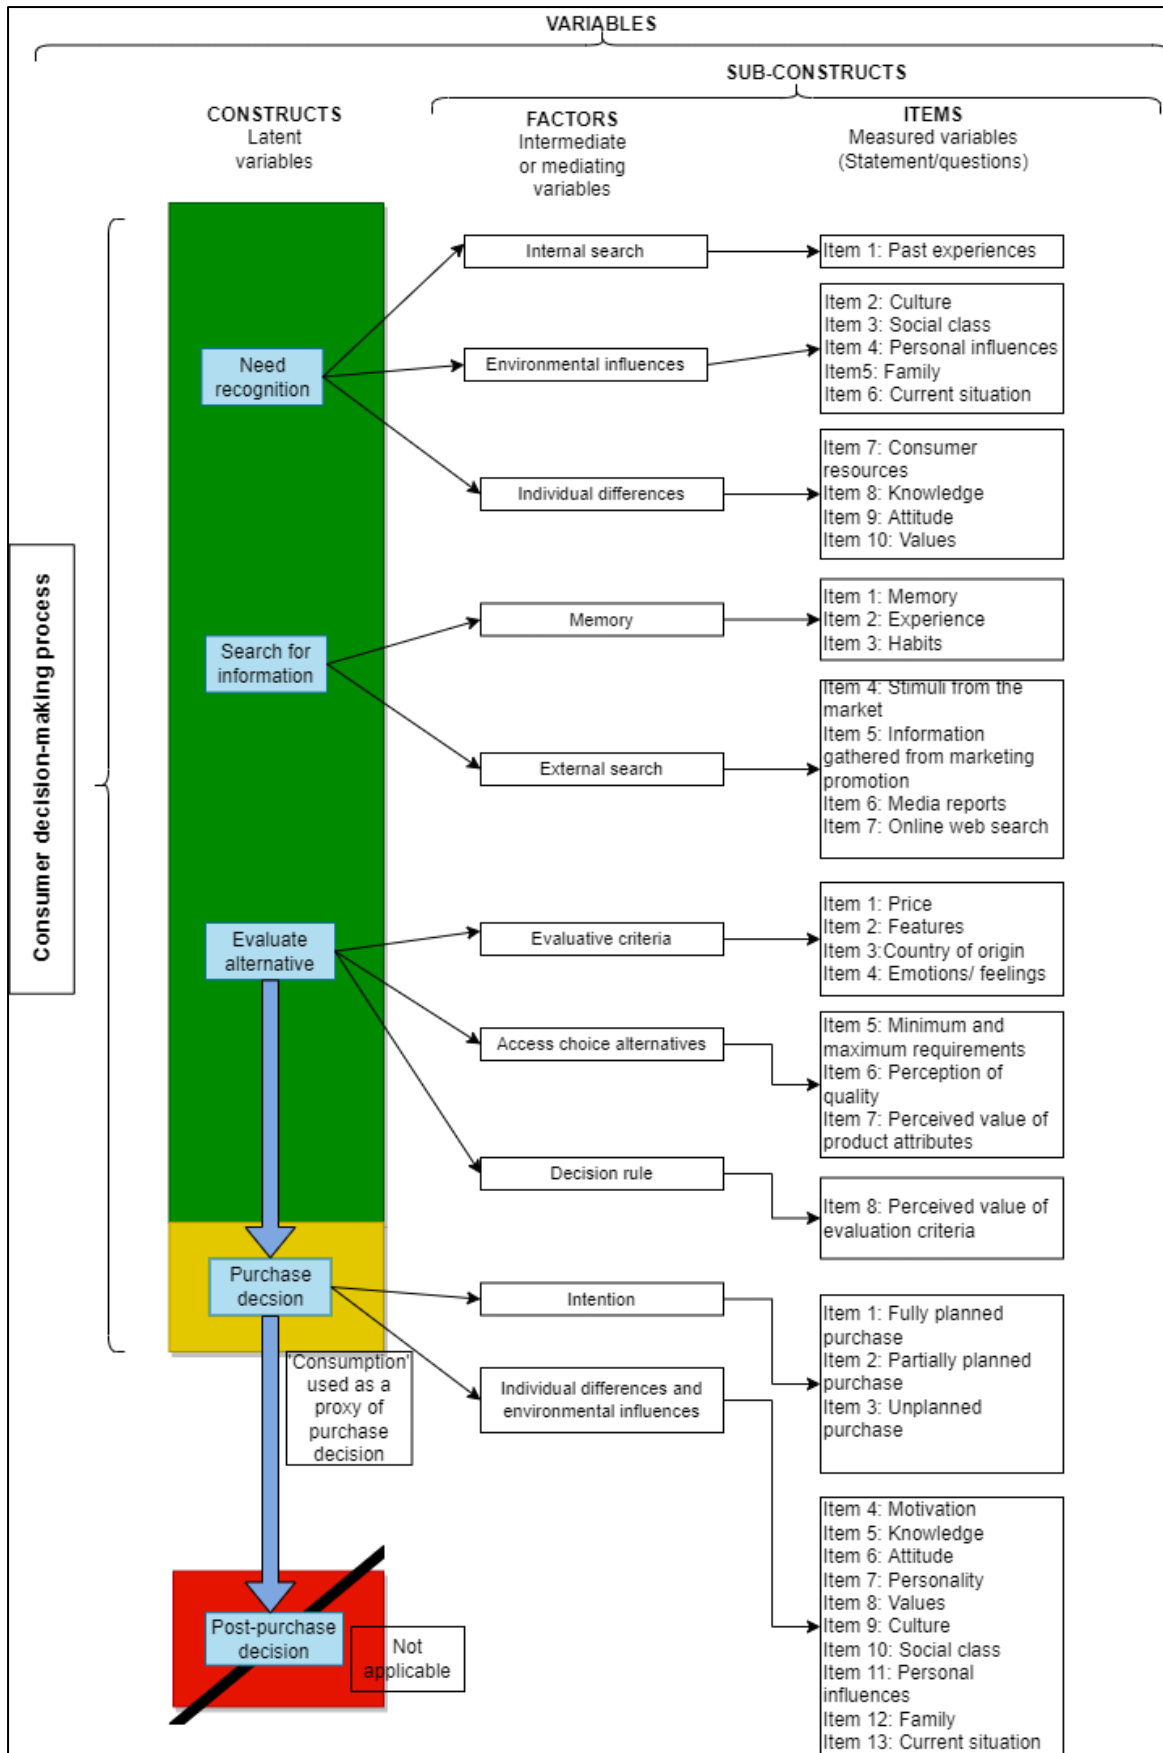 VARIABLES
SUB-CONSTRUCTS
CONSTRUCTS
Latent
variables
FACTORS
Intermediate
or mediating
variables
ITEMS
Measured variables
(Statement/questions)
Consumer decision-making process
Need
recognition
Internal search
Item 1: Past experiences
Environmental influences
Item 2: Culture
Item 3: Social class
Item 4: Personal influences
Item5: Family
Item 6: Current situation
Individual differences
Item 7: Consumer
resources
Item 8: Knowledge
Item 9: Attitude
Item 10: Values
Search for
information
Memory
Item 1: Memory
Item 2: Experience
Item 3: Habits
External search
Item 4: Stimuli from the
market
Item 5: Information
gathered from marketing
promotion
Item 6: Media reports
Item 7: Online web search
Evaluate
alternative
Evaluative criteria
Item 1: Price
Item 2: Features
Item 3:Country of origin
Item 4: Emotions/ feelings
Access choice alternatives
Item 5: Minimum and
maximum requirements
Item 6: Perception of
quality
Item 7: Perceived value of
product attributes
Decision rule
Item 8: Perceived value of
evaluation criteria
Purchase
decsion
Intention
Item 1: Fully planned
purchase
Item 2: Partially planned
purchase
Item 3: Unplanned
purchase
'Consumption'
used as a
proxy of
purchase
decision
Individual differences and
environmental influences
Item 4: Motivation
Item 5: Knowledge
Item 6: Attitude
Item 7: Personality
Item 8: Values
Item 9: Culture
Item 10: Social class
Item 11: Personal
influences
Item 12: Family
Item 13: Current situation
Post-purchase
decision
Not
applicable